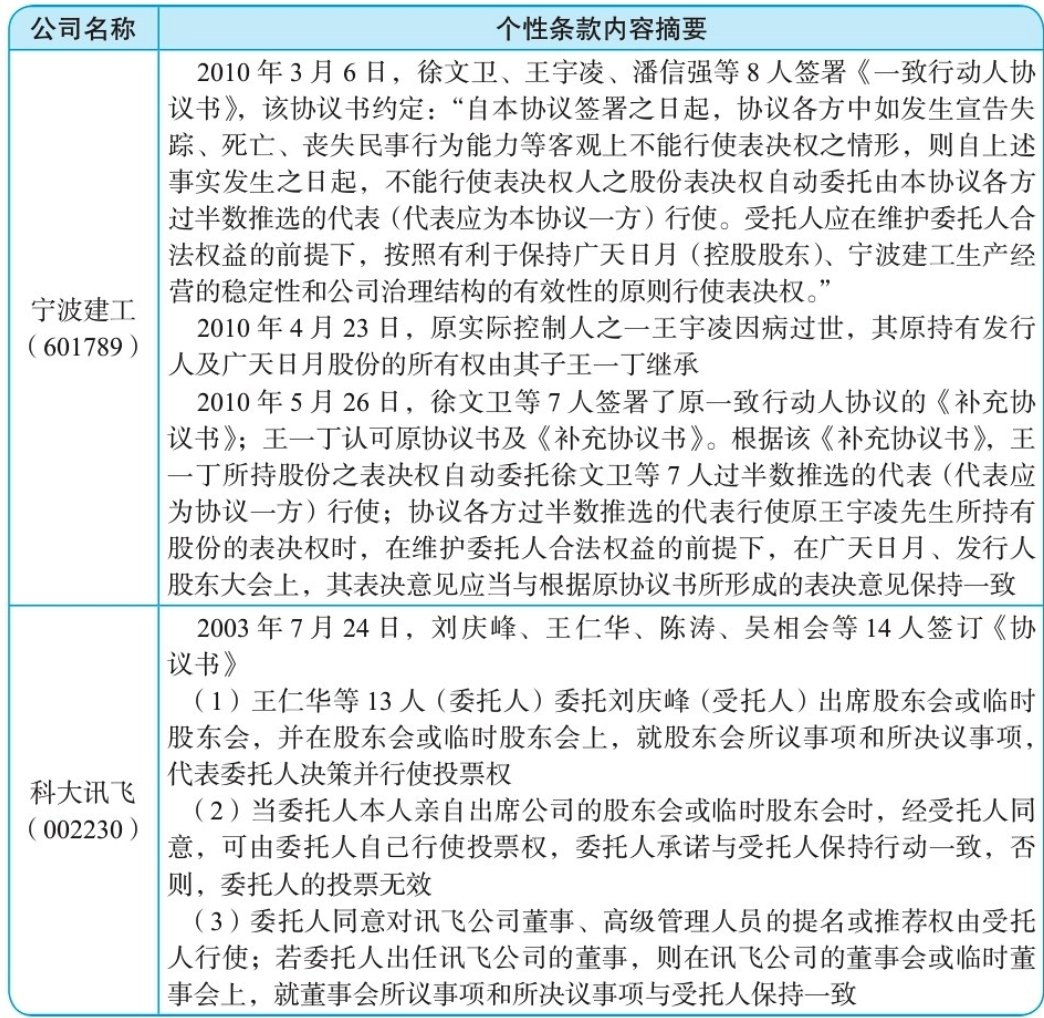 公司名称
个性条款内容摘要
宁波建工
（601789）
2010 年 3 月 6 日，徐文卫、王宇凌、潘信强等 8 人签署《一致行动人协
议书》，该协议书约定：“自本协议签署之日起，协议各方中如发生宣告失
踪、死亡、丧失民事行为能力等客观上不能行使表决权之情形，则自上述
事实发生之日起，不能行使表决权人之股份表决权自动委托由本协议各方
过半数推选的代表（代表应为本协议一方）行使。受托人应在维护委托人合
法权益的前提下，按照有利于保持广天日月（控股股东）、宁波建工生产经
营的稳定性和公司治理结构的有效性的原则行使表决权。”
2010 年 4 月 23 日，原实际控制人之一王宇凌因病过世，其原持有发行
人及广天日月股份的所有权由其子王一丁继承
2010 年 5 月 26 日，徐文卫等 7 人签署了原一致行动人协议的《补充协
议书》；王一丁认可原协议书及《补充协议书》。根据该《补充协议书》，王
一丁所持股份之表决权自动委托徐文卫等 7 人过半数推选的代表（代表应
为协议一方）行使；协议各方过半数推选的代表行使原王宇凌先生所持有
股份的表决权时，在维护委托人合法权益的前提下，在广天日月、发行人
股东大会上，其表决意见应当与根据原协议书所形成的表决意见保持一致
科大讯飞
（002230）
2003 年 7 月 24 日，刘庆峰、王仁华、陈涛、吴相会等 14 人签订《协
议书》
（1）王仁华等 13 人（委托人）委托刘庆峰（受托人）出席股东会或临时
股东会，并在股东会或临时股东会上，就股东会所议事项和所决议事项，
代表委托人决策并行使投票权
（2）当委托人本人亲自出席公司的股东会或临时股东会时，经受托人同
意，可由委托人自己行使投票权，委托人承诺与受托人保持行动一致，否
则，委托人的投票无效
（3）委托人同意对讯飞公司董事、高级管理人员的提名或推荐权由受托
人行使；若委托人出任讯飞公司的董事，则在讯飞公司的董事会或临时董
事会上，就董事会所议事项和所决议事项与受托人保持一致